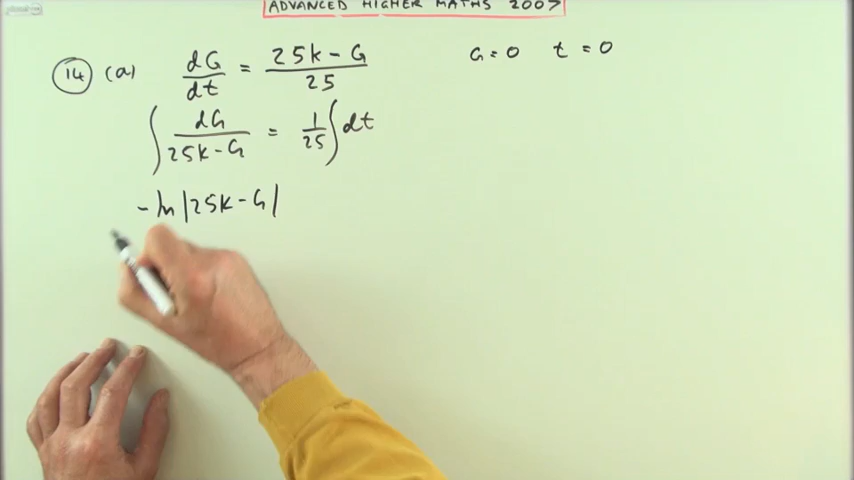 ADVANCED HIGHER MATHS 2007
14 (a) dG/dt = (25k - G)/25 G = 0 t = 0
∫ dG/(25k - G) = 1/25 ∫ dt
- ln |25k - G|